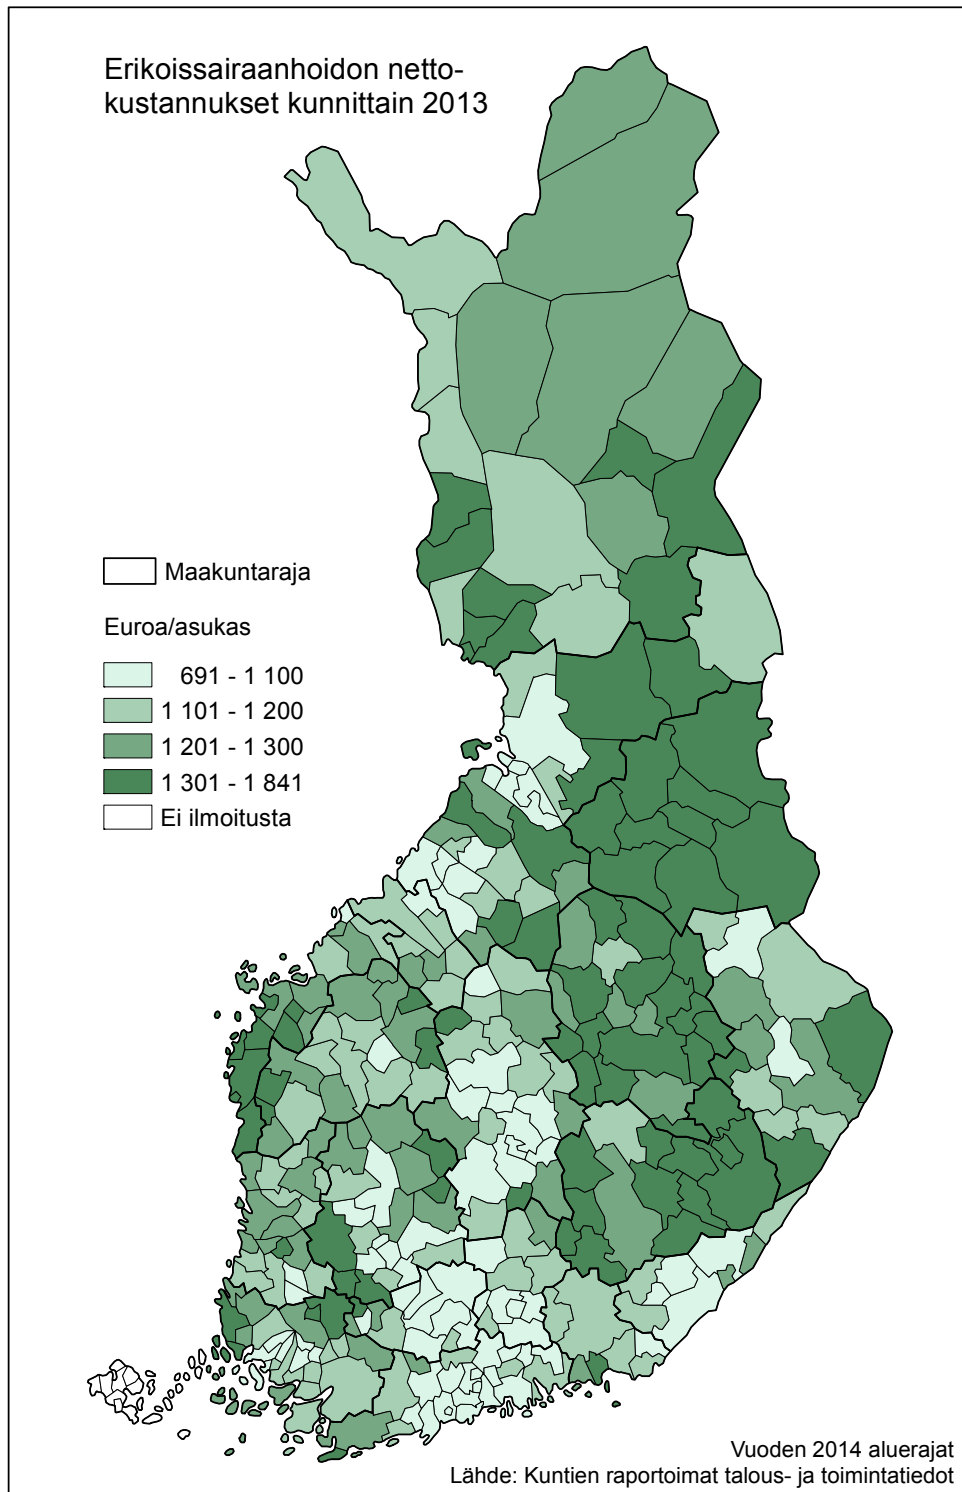 Erikoissairaanhoidon netto-
kustannukset kunnittain 2013
Maakuntaraja
Euroa/asukas
691 - 1 100
1 101 - 1 200
1 201 - 1 300
1 301 - 1 841
Ei ilmoitusta
Vuoden 2014 aluerajat
Lähde: Kuntien raportoimat talous- ja toimintatiedot